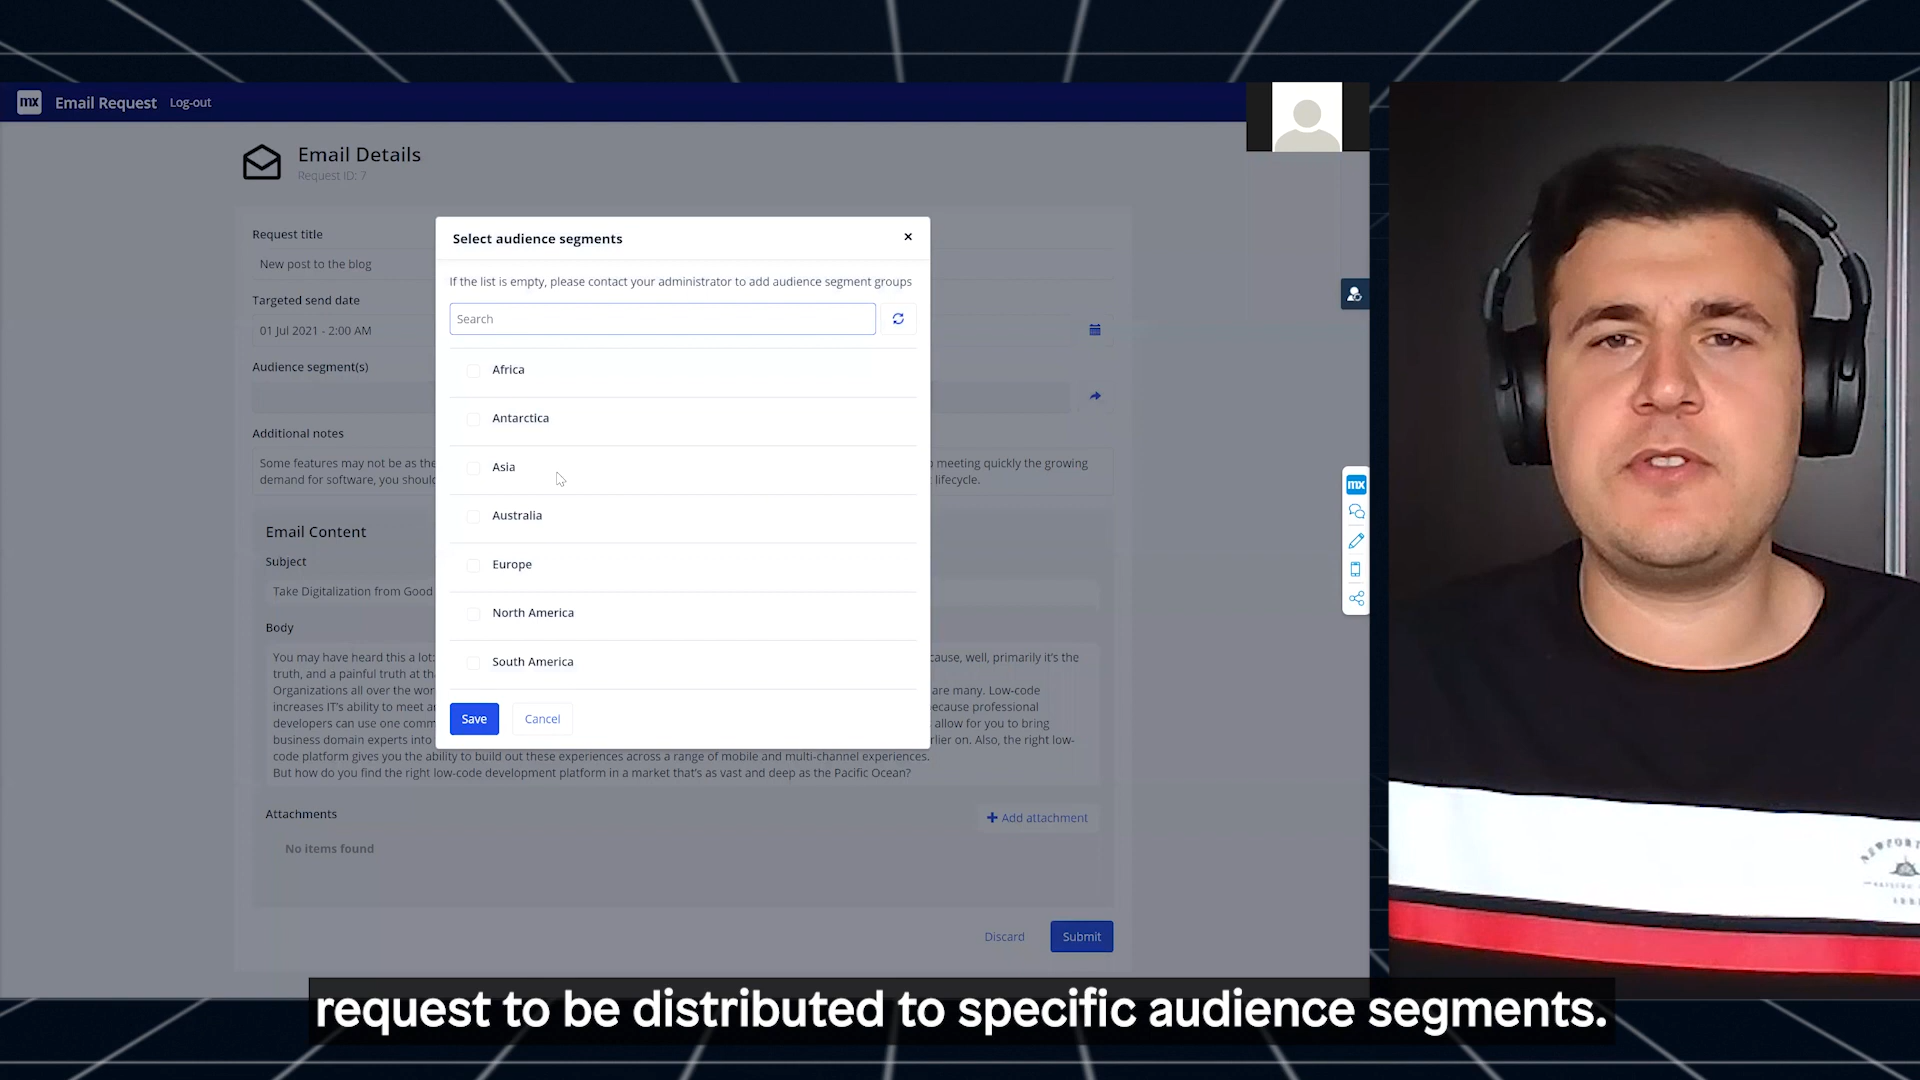 mx Email Request Log-out
Email Details
Request ID: 7
Request title
New post to the blog
Targeted send date
01 Jul 2021 - 2:00 AM
Audience segment(s)
Additional notes
Some features may not be as the
meeting quickly the growing
demand for software, you shoul
lifecycle.
Email Content
Subject
Take Digitalization from Good
Body
You may have heard this a lot:
cause, well, primarily it's the
truth, and a painful truth at th
Organizations all over the wor
are many. Low-code
increases IT's ability to meet a
because professional
developers can use one comm
allow for you to bring
business domain experts into
rlier on. Also, the right low-
code platform gives you the ability to build out these experiences across a range of mobile and multi-channel experiences.
But how do you find the right low-code development platform in a market that's as vast and deep as the Pacific Ocean?
Attachments
Add attachment
No items found
Discard
Submit
Select audience segments
If the list is empty, please contact your administrator to add audience segment groups
Search
Africa
Antarctica
Asia
Australia
Europe
North America
South America
Save
Cancel
mx
request to be distributed to specific audience segments.